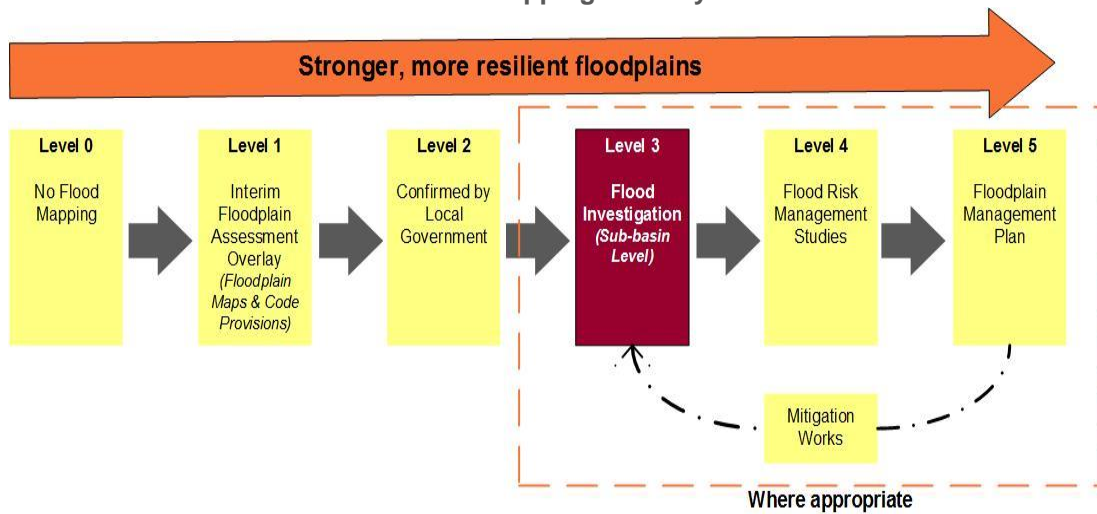 Stronger, more resilient floodplains
Level 0
No Flood
Mapping
Level 1
Interim
Floodplain
Assessment
Overlay
(Floodplain
Maps & Code
Provisions)
Level 2
Confirmed by
Local
Government
Level 3
Flood
Investigation
(Sub-basin
Level)
Level 4
Flood Risk
Management
Studies
Level 5
Floodplain
Management
Plan
Mitigation
Works
Where appropriate